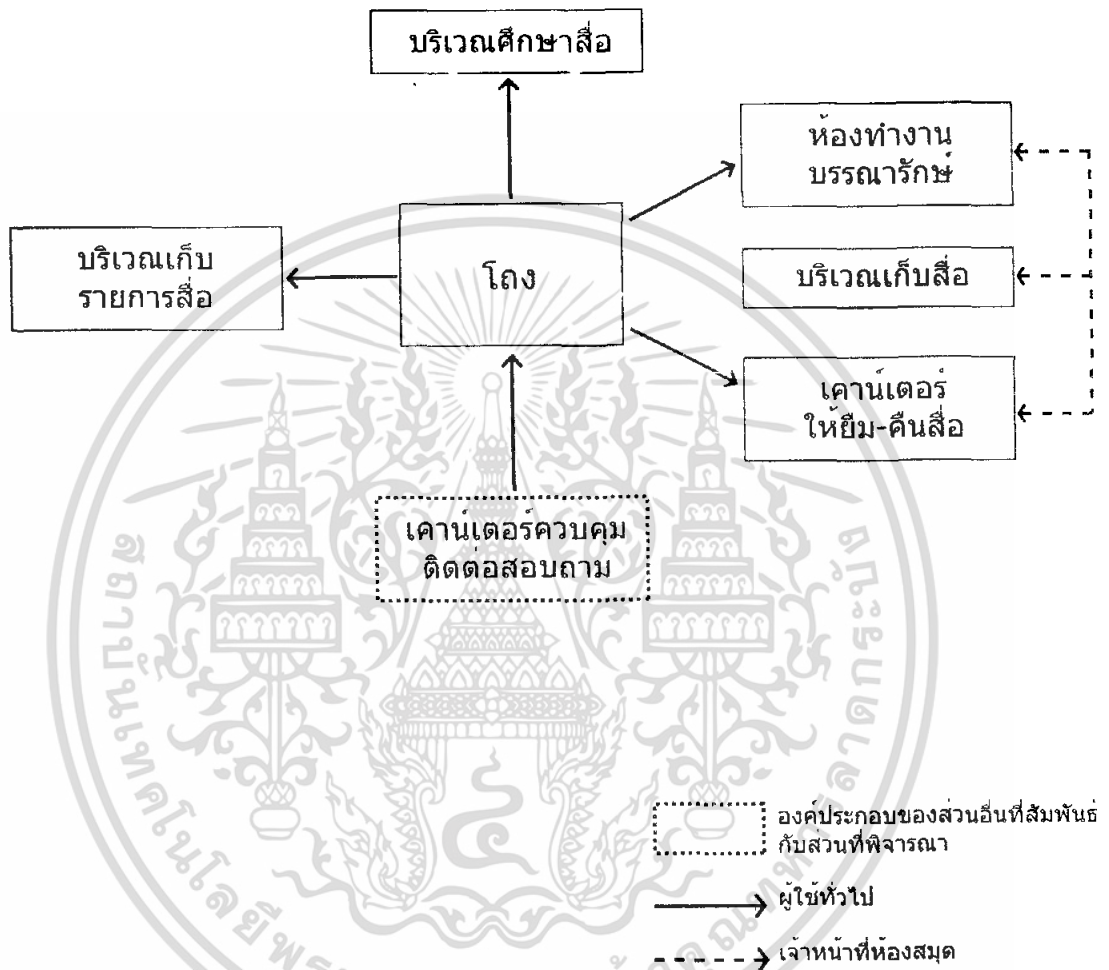 บริเวณศึกษาสื่อ
ห้องทำงาน
บรรณารักษ์
บริเวณเก็บ
รายการสื่อ
โถง
บริเวณเก็บสื่อ
เคาน์เตอร์
ให้ยืม-คืนสื่อ
เคาน์เตอร์ควบคุม
ติดต่อสอบถาม
องค์ประกอบของส่วนอื่นที่สัมพันธ์
กับส่วนที่พิจารณา
ผู้ใช้ทั่วไป
เจ้าหน้าที่ห้องสมุด